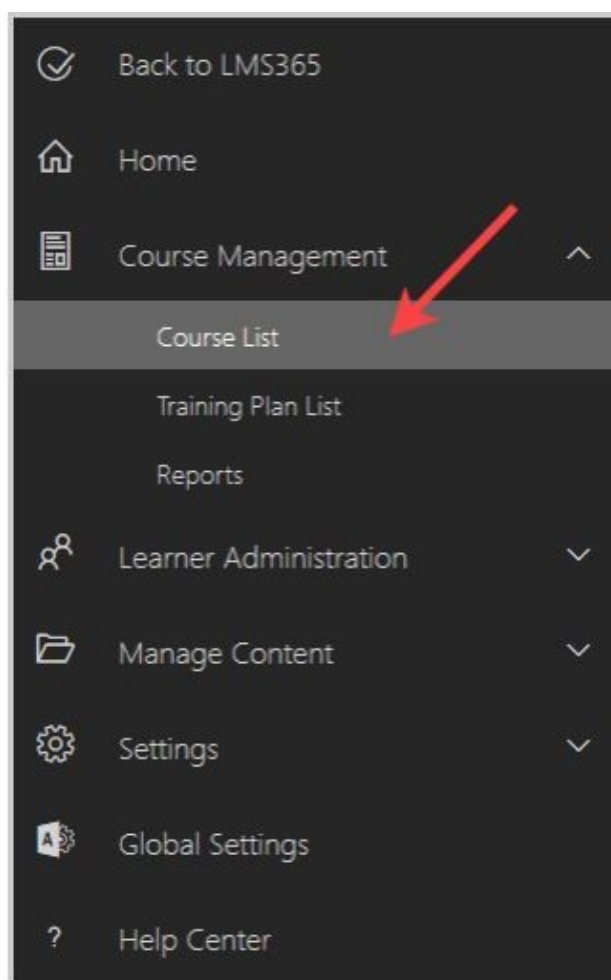 Back to LMS365
Home
Course Management
Course List
Training Plan List
Reports
Learner Administration
Manage Content
Settings
A
Global Settings
?
Help Center